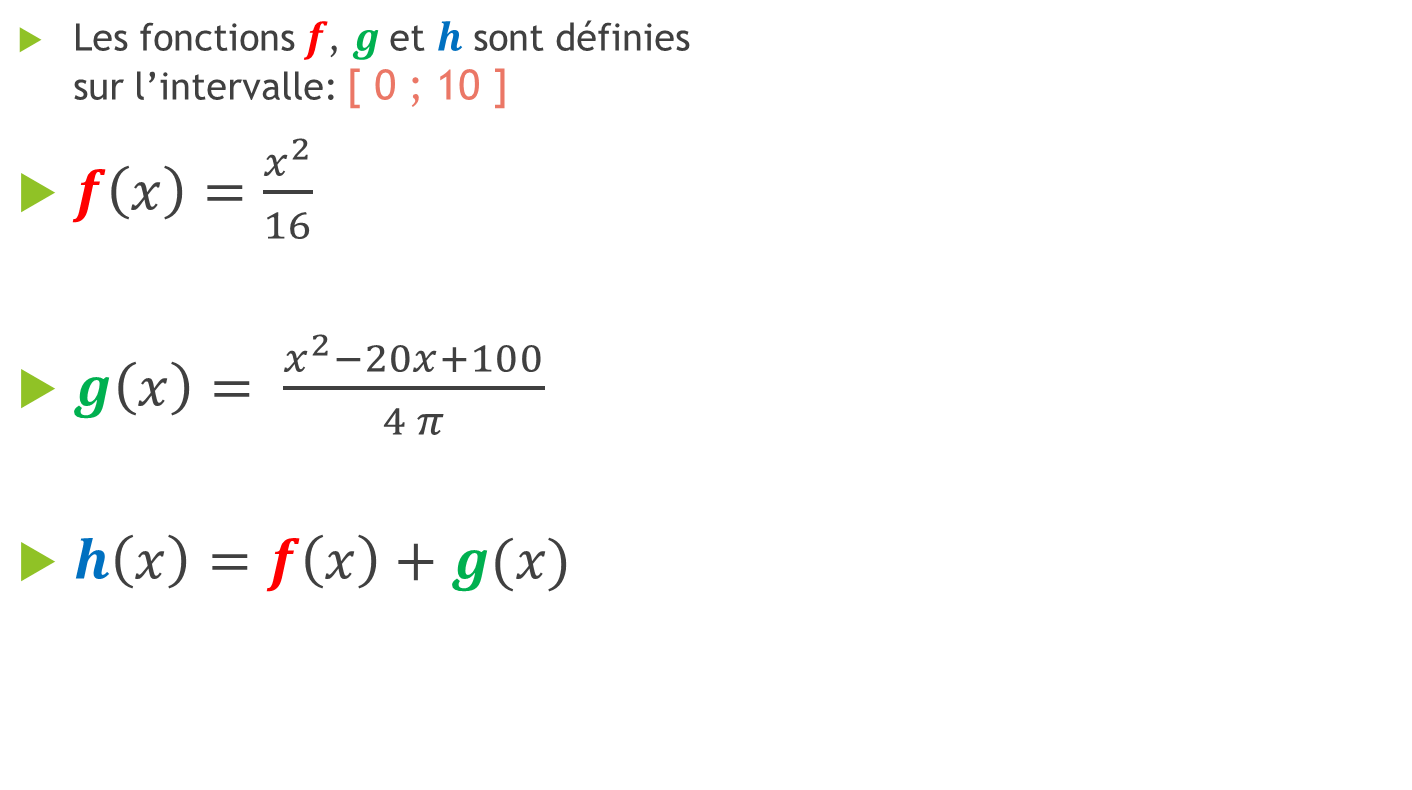 Les fonctions f, g et h sont définies
sur l’intervalle: [ 0 ; 10 ]
f(x) = x²/16
g(x) = x²−20x+100/4 π
h(x) = f(x) + g(x)